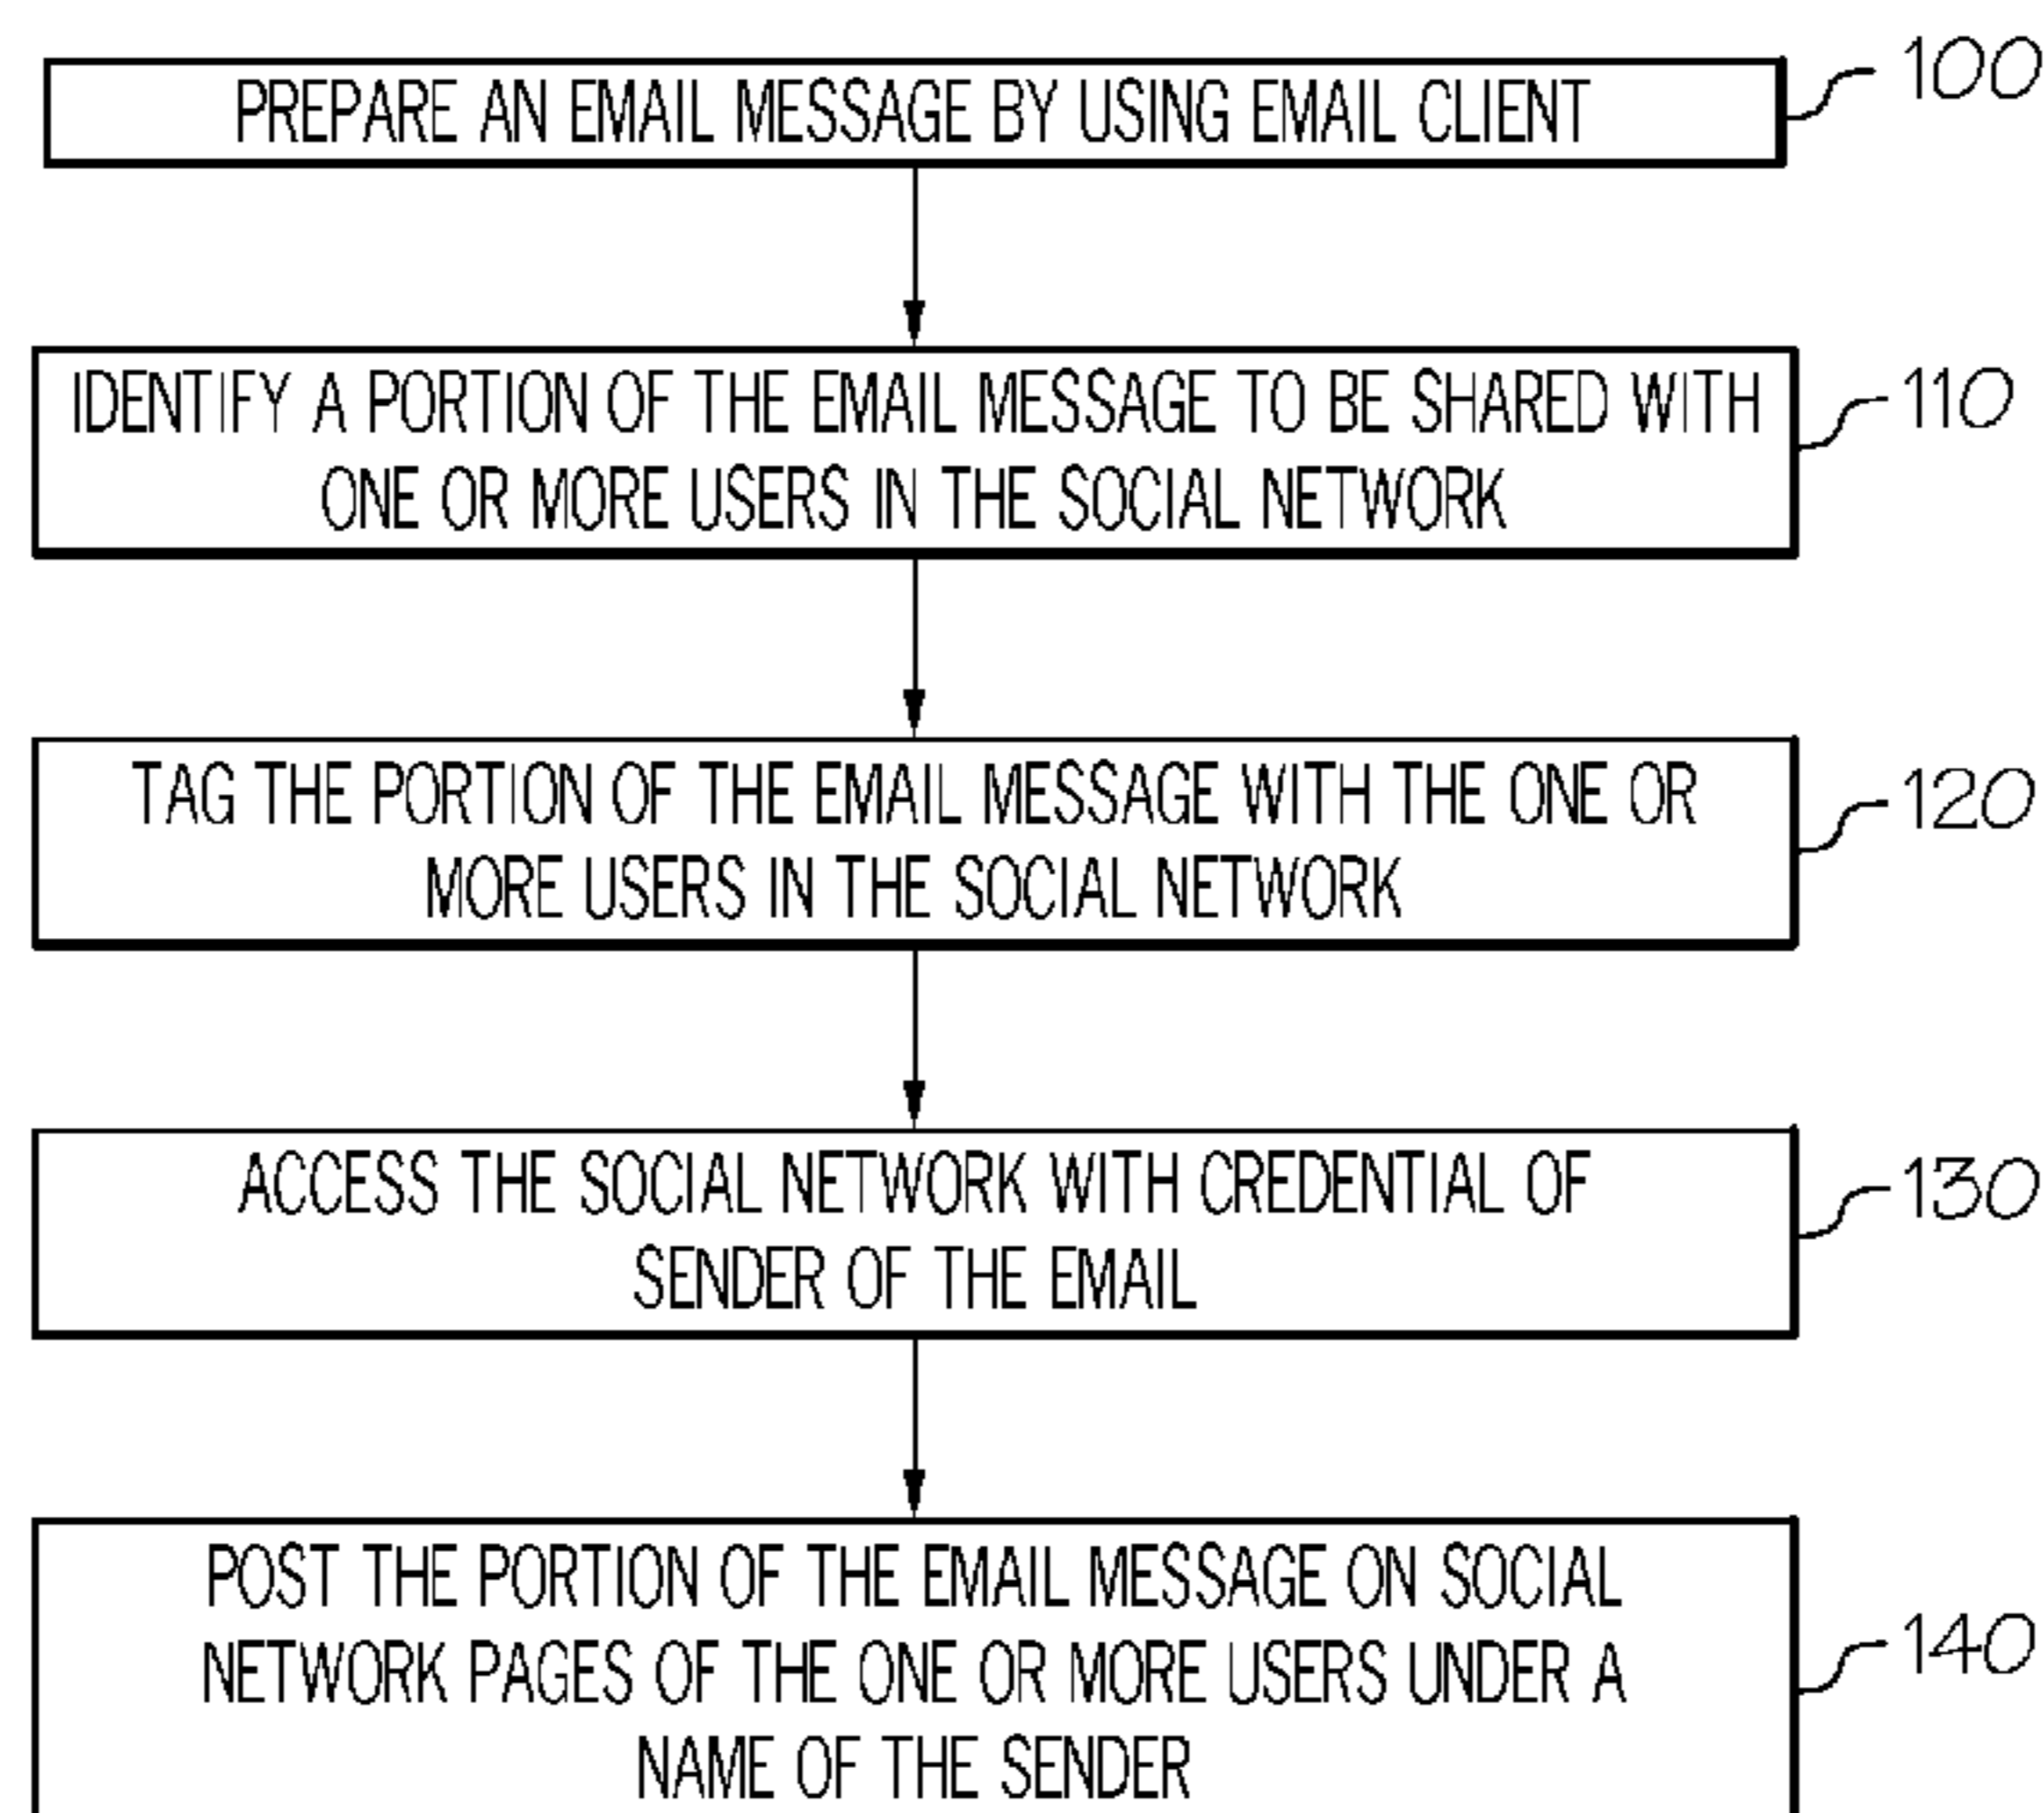 PREPARE AN EMAIL MESSAGE BY USING EMAIL CLIENT
100
IDENTIFY A PORTION OF THE EMAIL MESSAGE TO BE SHARED WITH
ONE OR MORE USERS IN THE SOCIAL NETWORK
110
TAG THE PORTION OF THE EMAIL MESSAGE WITH THE ONE OR
MORE USERS IN THE SOCIAL NETWORK
120
ACCESS THE SOCIAL NETWORK WITH CREDENTIAL OF
SENDER OF THE EMAIL
130
POST THE PORTION OF THE EMAIL MESSAGE ON SOCIAL
NETWORK PAGES OF THE ONE OR MORE USERS UNDER A
NAME OF THE SENDER
140